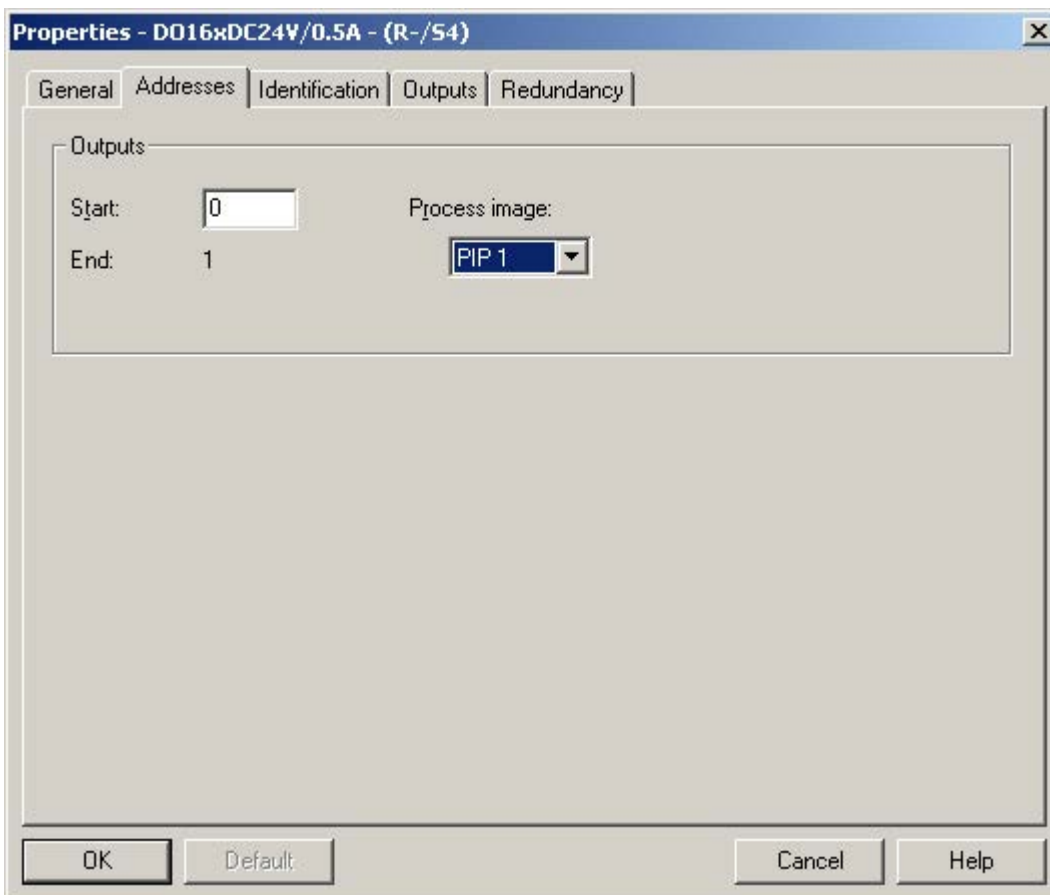 Properties - DO16xDC24V/0.5A - (R-/S4)
General Addresses Identification Outputs Redundancy
Outputs
Start: 0 Process image:
End: 1 PIP 1
OK Default Cancel Help